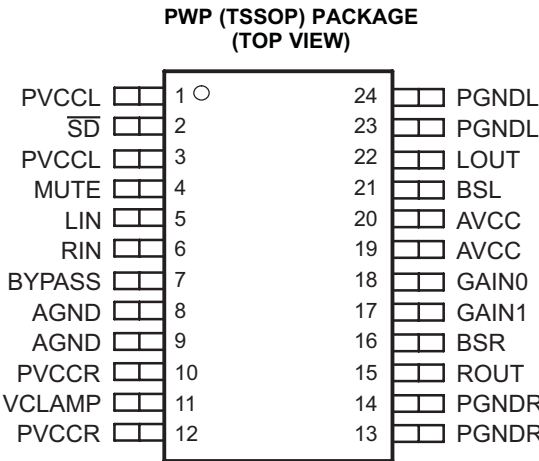 PWP (TSSOP) PACKAGE
(TOP VIEW)
PVCCL 1 24 PGNDL
SD 2 23 PGNDL
PVCCL 3 22 LOUT
MUTE 4 21 BSL
LIN 5 20 AVCC
RIN 6 19 AVCC
BYPASS 7 18 GAIN0
AGND 8 17 GAIN1
AGND 9 16 BSR
PVCCR 10 15 ROUT
VCLAMP 11 14 PGNDR
PVCCR 12 13 PGNDR